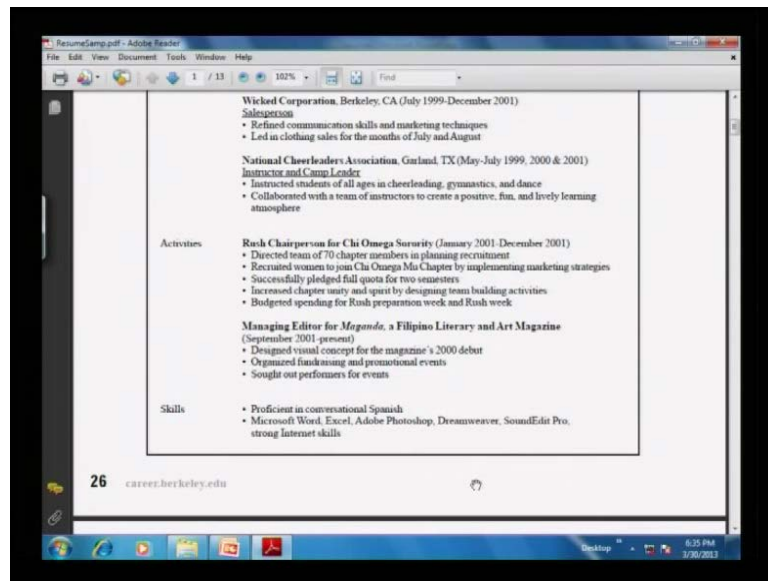 ResumeSamp.pdf - Adobe Reader
File Edit View Document Tools Window Help
1 / 13 102% Find
Wicked Corporation, Berkeley, CA (July 1999-December 2001)
Salesperson
• Refined communication skills and marketing techniques
• Led in clothing sales for the months of July and August
National Cheerleaders Association, Garland, TX (May-July 1999, 2000 & 2001)
Instructor and Camp Leader
• Instructed students of all ages in cheerleading, gymnastics, and dance
• Collaborated with a team of instructors to create a positive, fun, and lively learning
atmosphere
Activities Rush Chairperson for Chi Omega Sorority (January 2001-December 2001)
• Directed team of 70 chapter members in planning recruitment
• Recruited women to join Chi Omega Mu Chapter by implementing marketing strategies
• Successfully pledged full quota for two semesters
• Increased chapter unity and spirit by designing team building activities
• Budgeted spending for Rush preparation week and Rush week
Managing Editor for Maganda, a Filipino Literary and Art Magazine
(September 2001-present)
• Designed visual concept for the magazine's 2000 debut
• Organized fundraising and promotional events
• Sought out performers for events
Skills • Proficient in conversational Spanish
• Microsoft Word, Excel, Adobe Photoshop, Dreamweaver, SoundEdit Pro,
strong Internet skills
26 career.berkeley.edu
Desktop 6:35 PM
3/30/2013